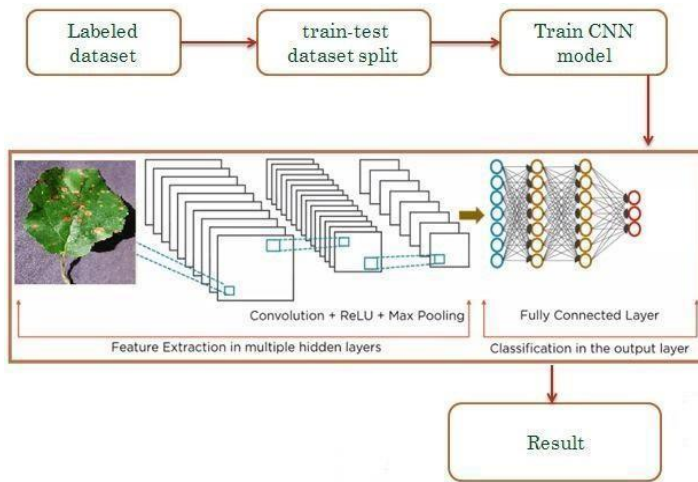 Labeled
dataset
train-test
dataset split
Train CNN
model
Convolution + ReLU + Max Pooling
Fully Connected Layer
Feature Extraction in multiple hidden layers
Classification in the output layer
Result